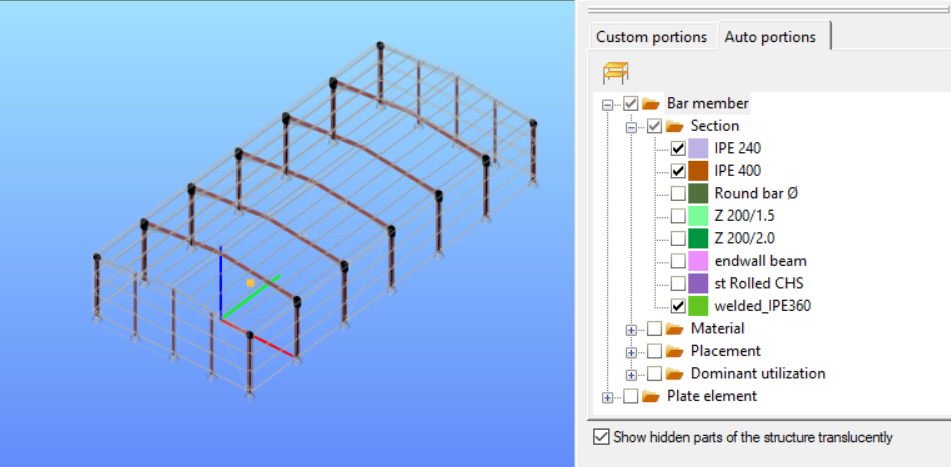 Custom portions Auto portions
Bar member
Section
IPE 240
IPE 400
Round bar Ø
Z 200/1.5
Z 200/2.0
endwall beam
st Rolled CHS
welded_IPE360
Material
Placement
Dominant utilization
Plate element
Show hidden parts of the structure translucently